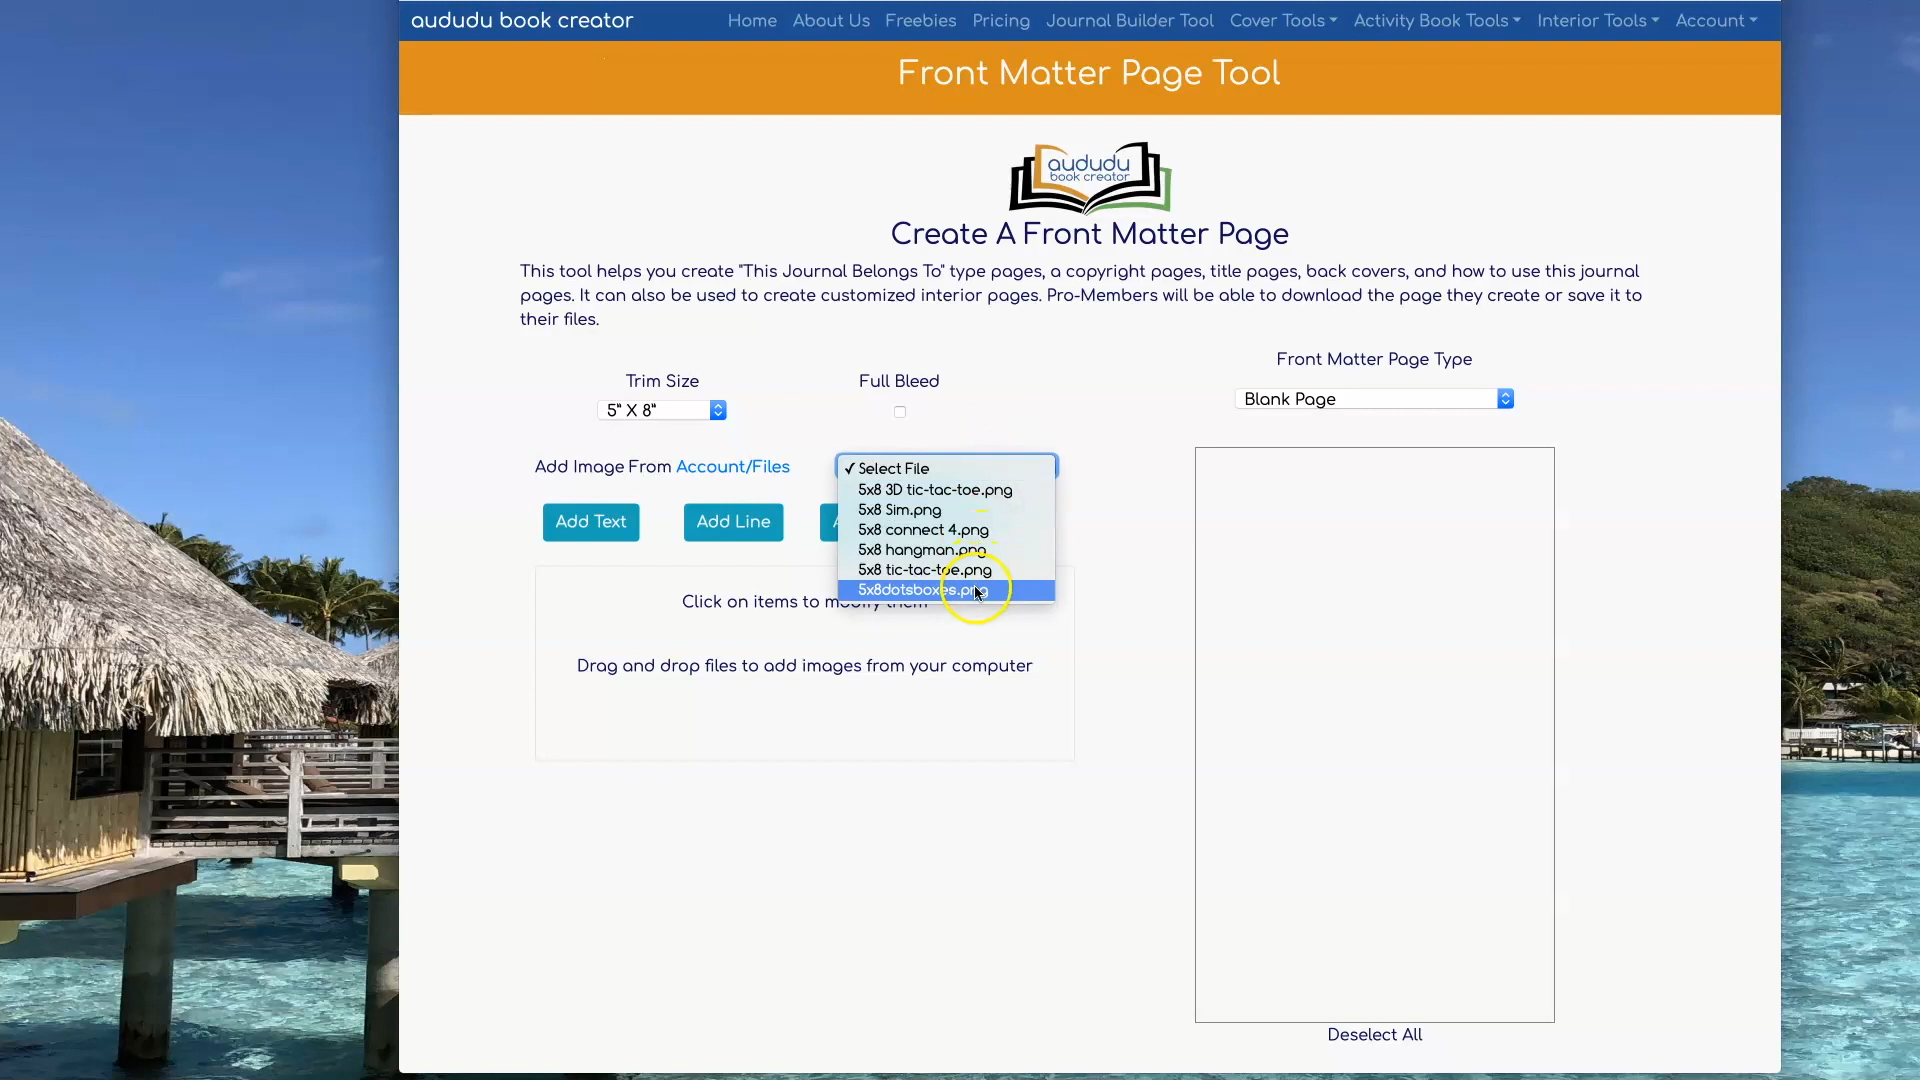 aududu book creator
Home About Us Freebies Pricing Journal Builder Tool Cover Tools Activity Book Tools Interior Tools Account
Front Matter Page Tool
aududu
book creator
Create A Front Matter Page
This tool helps you create "This Journal Belongs To" type pages, a copyright pages, title pages, back covers, and how to use this journal
pages. It can also be used to create customized interior pages. Pro-Members will be able to download the page they create or save it to
their files.
Trim Size
Full Bleed
Front Matter Page Type
5" X 8"
Blank Page
Add Image From Account/Files
✓ Select File
5x8 3D tic-tac-toe.png
5x8 Sim.png
5x8 connect 4.png
5x8 hangman.png
5x8 tic-tac-toe.png
5x8dotsboxes.png
Add Text
Add Line
Click on items to modify them
Drag and drop files to add images from your computer
Deselect All